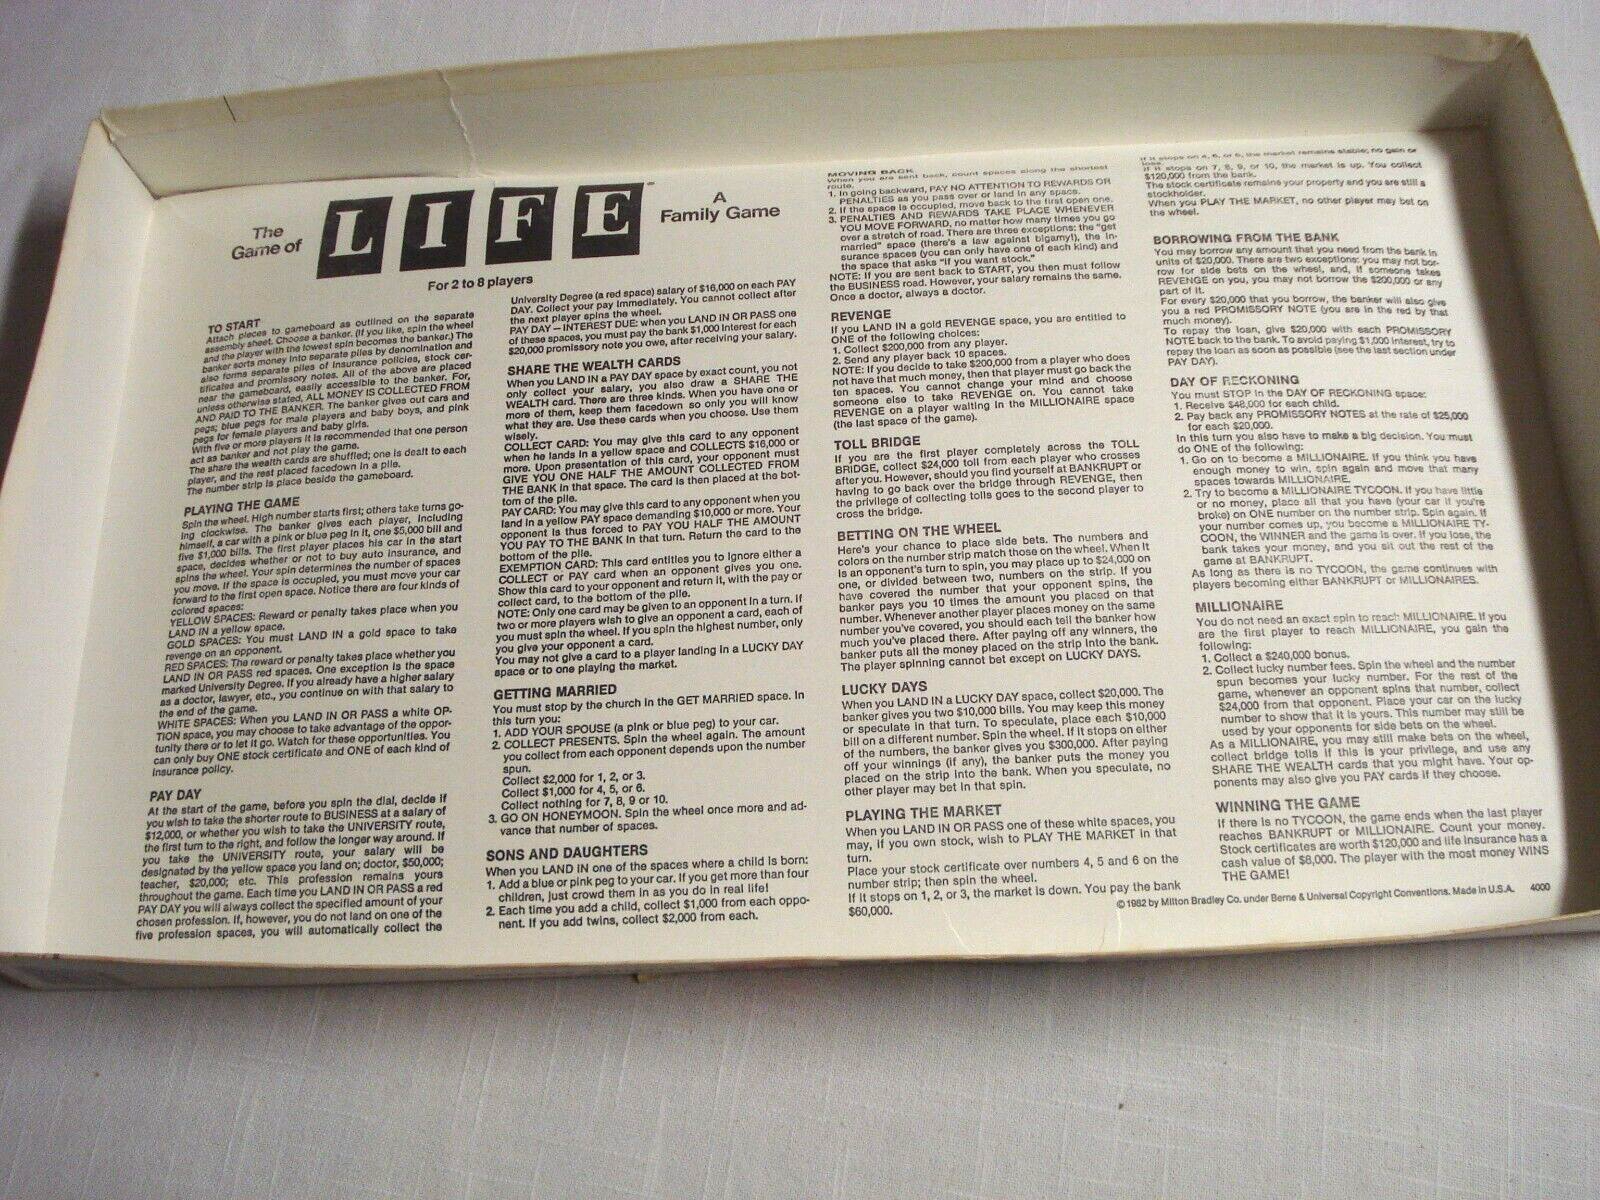 The
Game of
LIFE
™
A
Family Game
For 2 to 8 players
TO START
Attach pieces to gameboard as outlined on the separate
assembly sheet. Choose a banker. (If you like, spin the wheel
and the player with the lowest spin becomes the banker.) The
banker sorts money into separate piles by denomination and
also forms separate piles of insurance policies, stock cer-
tificates and promissory notes. All of the above are placed
near the gameboard, easily accessible to the banker. For,
unless otherwise stated, ALL MONEY IS COLLECTED FROM
AND PAID TO THE BANKER. The banker gives out cars and
pegs; blue pegs for male players and baby boys, and pink
pegs for female players and baby girls.
With five or more players it is recommended that one person
act as banker and not play the game.
The share the wealth cards are shuffled; one is dealt to each
player, and the rest placed facedown in a pile.
The number strip is place beside the gameboard.
PLAYING THE GAME
Spin the wheel. High number starts first; others take turns go-
ing clockwise. The banker gives each player, including
himself, a car with a pink or blue peg in it, one $5,000 bill and
five $1,000 bills. The first player places his car in the start
space, decides whether or not to buy auto insurance, and
spins the wheel. Your spin determines the number of spaces
you move. If the space is occupied, you must move your car
forward to the first open space. Notice there are four kinds of
colored spaces:
YELLOW SPACES: Reward or penalty takes place when you
LAND in a yellow space.
GOLD SPACES: You must LAND in a gold space to take
revenge on an opponent.
RED SPACES: The reward or penalty takes place whether you
LAND IN OR PASS red spaces. One exception is the space
marked University Degree. If you already have a higher salary
as a doctor, lawyer, etc., you continue on with that salary to
the end of the game.
WHITE SPACES: When you LAND IN OR PASS a white OP-
TION space, you may choose to take advantage of the oppor-
tunity there or to let it go. Watch for these opportunities. You
can only buy ONE stock certificate and ONE of each kind of
insurance policy.
PAY DAY
At the start of the game, before you spin the dial, decide if
you wish to take the shorter route to BUSINESS at a salary of
$12,000, or whether you wish to take the UNIVERSITY route,
the first turn to the right, and follow the longer way around. If
you take the UNIVERSITY route, your salary will be
designated by the yellow space you land on; doctor, $50,000;
teacher, $20,000; etc. This profession remains yours
throughout the game. Each time you LAND IN OR PASS a red
PAY DAY you will always collect the specified amount of your
chosen profession. If, however, you do not land on one of the
five profession spaces, you will automatically collect the
University Degree (a red space) salary of $16,000 on each PAY
DAY. Collect your pay immediately. You cannot collect after
the next player spins the wheel.
PAY DAY — INTEREST DUE: when you LAND IN OR PASS one
of these spaces, you must pay the bank $1,000 interest for each
$20,000 promissory note you owe, after receiving your salary.
SHARE THE WEALTH CARDS
When you LAND IN a PAY DAY space by exact count, you not
only collect your salary, you also draw a SHARE THE
WEALTH card. There are three kinds. When you have one or
more of them, keep them facedown so only you will know
what they are. Use these cards when you choose. Use them
wisely.
COLLECT CARD: You may give this card to any opponent
when he lands in a yellow space and COLLECTS $16,000 or
more. Upon presentation of this card, your opponent must
GIVE YOU ONE HALF THE AMOUNT COLLECTED FROM
THE BANK in that space. The card is then placed at the bot-
tom of the pile.
PAY CARD: You may give this card to any opponent when you
land in a yellow PAY space demanding $10,000 or more. Your
opponent is thus forced to PAY YOU HALF THE AMOUNT
YOU PAY TO THE BANK in that turn. Return the card to the
bottom of the pile.
EXEMPTION CARD: This card entitles you to ignore either a
COLLECT or PAY card when an opponent gives you one.
Show this card to your opponent and return it, with the pay or
collect card, to the bottom of the pile.
NOTE: Only one card may be given to an opponent in a turn. If
two or more players wish to give an opponent a card, each of
you must spin the wheel. If you spin the highest number, only
you give your opponent a card.
You may not give a card to a player landing in a LUCKY DAY
space or to one playing the market.
GETTING MARRIED
You must stop by the church in the GET MARRIED space. In
this turn you:
1. ADD YOUR SPOUSE (a pink or blue peg) to your car.
2. COLLECT PRESENTS. Spin the wheel again. The amount
you collect from each opponent depends upon the number
spun.
Collect $2,000 for 1, 2, or 3.
Collect $1,000 for 4, 5, or 6.
Collect nothing for 7, 8, 9 or 10.
3. GO ON HONEYMOON. Spin the wheel once more and ad-
vance that number of spaces.
SONS AND DAUGHTERS
When you LAND IN one of the spaces where a child is born:
1. Add a blue or pink peg to your car. If you get more than four
children, just crowd them in as you do in real life!
2. Each time you add a child, collect $1,000 from each oppo-
nent. If you add twins, collect $2,000 from each.
MOVING BACK
When you are sent back, count spaces along the shortest
route.
1. In going backward, PAY NO ATTENTION TO REWARDS OR
PENALTIES as you pass over or land in any space.
2. If the space is occupied, move back to the first open one.
3. PENALTIES AND REWARDS TAKE PLACE WHENEVER
YOU MOVE FORWARD, no matter how many times you go
over a stretch of road. There are three exceptions: the "get
married" space (there's a law against bigamy!), the in-
surance spaces (you can only have one of each kind) and
the space that asks "if you want stock."
NOTE: If you are sent back to START, you then must follow
the BUSINESS road. However, your salary remains the same.
Once a doctor, always a doctor.
REVENGE
If you LAND in a gold REVENGE space, you are entitled to
ONE of the following choices:
1. Collect $200,000 from any player.
2. Send any player back 10 spaces.
NOTE: If you decide to take $200,000 from a player who does
not have that much money, then that player must go back the
ten spaces. You cannot change your mind and choose
someone else to take REVENGE on. You cannot take
REVENGE on a player waiting in the MILLIONAIRE space
(the last space of the game).
TOLL BRIDGE
If you are the first player completely across the TOLL
BRIDGE, collect $24,000 toll from each player who crosses
after you. However, should you find yourself at BANKRUPT or
having to go back over the bridge through REVENGE, then
the privilege of collecting tolls goes to the second player to
cross the bridge.
BETTING ON THE WHEEL
Here's your chance to place side bets. The numbers and
colors on the number strip match those on the wheel. When it
is an opponent's turn to spin, you may place up to $24,000 on
one, or divided between two, numbers on the strip. If you
have covered the number that your opponent spins, the
banker pays you 10 times the amount you placed on that
number. Whenever another player places money on the same
number you've covered, you should each tell the banker how
much you've placed there. After paying off any winners, the
banker puts all the money placed on the strip into the bank.
The player spinning cannot bet except on LUCKY DAYS.
LUCKY DAYS
When you LAND IN a LUCKY DAY space, collect $20,000. The
banker gives you two $10,000 bills. You may keep this money
or speculate in that turn. To speculate, place each $10,000
bill on a different number. Spin the wheel. If it stops on either
of the numbers, the banker gives you $300,000. After paying
off your winnings (if any), the banker puts the money you
placed on the strip into the bank. When you speculate, no
other player may bet in that spin.
PLAYING THE MARKET
When you LAND IN OR PASS one of these white spaces, you
may, if you own stock, wish to PLAY THE MARKET in that
turn.
Place your stock certificate over numbers 4, 5 and 6 on the
number strip; then spin the wheel.
If it stops on 1, 2, or 3, the market is down. You pay the bank
$60,000.
If it stops on 4, 5, or 6, the market remains stable; no gain or
loss.
If it stops on 7, 8, 9, or 10, the market is up. You collect
$120,000 from the bank.
The stock certificate remains your property and you are still a
stockholder.
When you PLAY THE MARKET, no other player may bet on
the wheel.
BORROWING FROM THE BANK
You may borrow any amount that you need from the bank in
units of $20,000. There are two exceptions: you may not bor-
row for side bets on the wheel, and, if someone takes
REVENGE on you, you may not borrow the $200,000 or any
part of it.
For every $20,000 that you borrow, the banker will also give
you a red PROMISSORY NOTE (you are in the red by that
much money).
To repay the loan, give $20,000 with each PROMISSORY
NOTE back to the bank. To avoid paying $1,000 interest, try to
repay the loan as soon as possible (see the last section under
PAY DAY).
DAY OF RECKONING
You must STOP in the DAY OF RECKONING space:
1. Receive $48,000 for each child.
2. Pay back any PROMISSORY NOTES at the rate of $25,000
for each $20,000.
In this turn you also have to make a big decision. You must
do ONE of the following:
1. Go on to become a MILLIONAIRE. If you think you have
enough money to win, spin again and move that many
spaces towards MILLIONAIRE.
2. Try to become a MILLIONAIRE TYCOON. If you have little
or no money, place all that you have (your car if you're
broke) on ONE number on the number strip. Spin again. If
your number comes up, you become a MILLIONAIRE TY-
COON, the WINNER and the game is over. If you lose, the
bank takes your money, and you sit out the rest of the
game at BANKRUPT.
As long as there is no TYCOON, the game continues with
players becoming either BANKRUPT or MILLIONAIRES.
MILLIONAIRE
You do not need an exact spin to reach MILLIONAIRE. If you
are the first player to reach MILLIONAIRE, you gain the
following:
1. Collect a $240,000 bonus.
2. Collect lucky number fees. Spin the wheel and the number
spun becomes your lucky number. For the rest of the
game, whenever an opponent spins that number, collect
$24,000 from that opponent. Place your car on the lucky
number to show that it is yours. This number may still be
used by your opponents for side bets on the wheel.
As a MILLIONAIRE, you may still make bets on the wheel,
collect bridge tolls if this is your privilege, and use any
SHARE THE WEALTH cards that you might have. Your op-
ponents may also give you PAY cards if they choose.
WINNING THE GAME
If there is no TYCOON, the game ends when the last player
reaches BANKRUPT or MILLIONAIRE. Count your money.
Stock certificates are worth $120,000 and life insurance has a
cash value of $8,000. The player with the most money WINS
THE GAME!
© 1982 by Milton Bradley Co. under Berne & Universal Copyright Conventions. Made in U.S.A. 4000